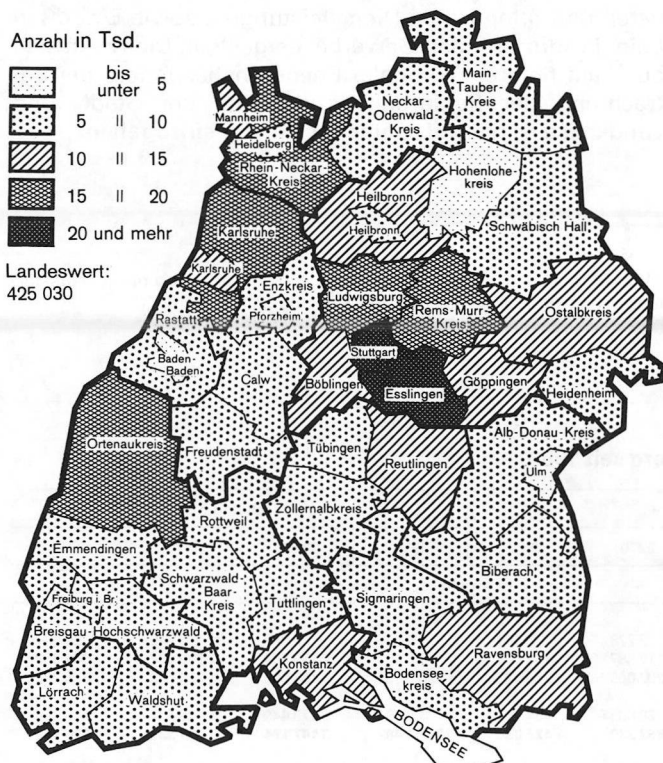 Anzahl in Tsd.
bis
unter 5
5 " 10
10 " 15
15 " 20
20 und mehr
Landeswert:
425 030
Main-
Tauber-
Kreis
Neckar-
Odenwald
Kreis
Mannheim
Heidelberg
Rhein-Neckar-
Kreis
Hohenlohe-
kreis
Heilbronn
Heilbronn
Schwäbisch Hall
Karlsruhe
Karlsruhe
Enzkreis
Pforzheim
Ludwigsburg
Rems-Murr-
Kreis
Ostalbkreis
Rastatt
Baden-
Baden
Stuttgart
Calw
Böblingen
Esslingen
Göppingen
Heidenheim
Ortenaukreis
Freudenstadt
Tübingen
Reutlingen
Alb-Donau-Kreis
Ulm
Rottweil
Zollernalbkreis
Emmendingen
Schwarzwald
Baar-
Kreis
Biberach
Freiburg i. Br.
Tuttlingen
Sigmaringen
Breisgau-Hochschwarzwald
Ravensburg
Konstanz
Bodensee-
kreis
Lörrach
Waldshut
BODENSEE